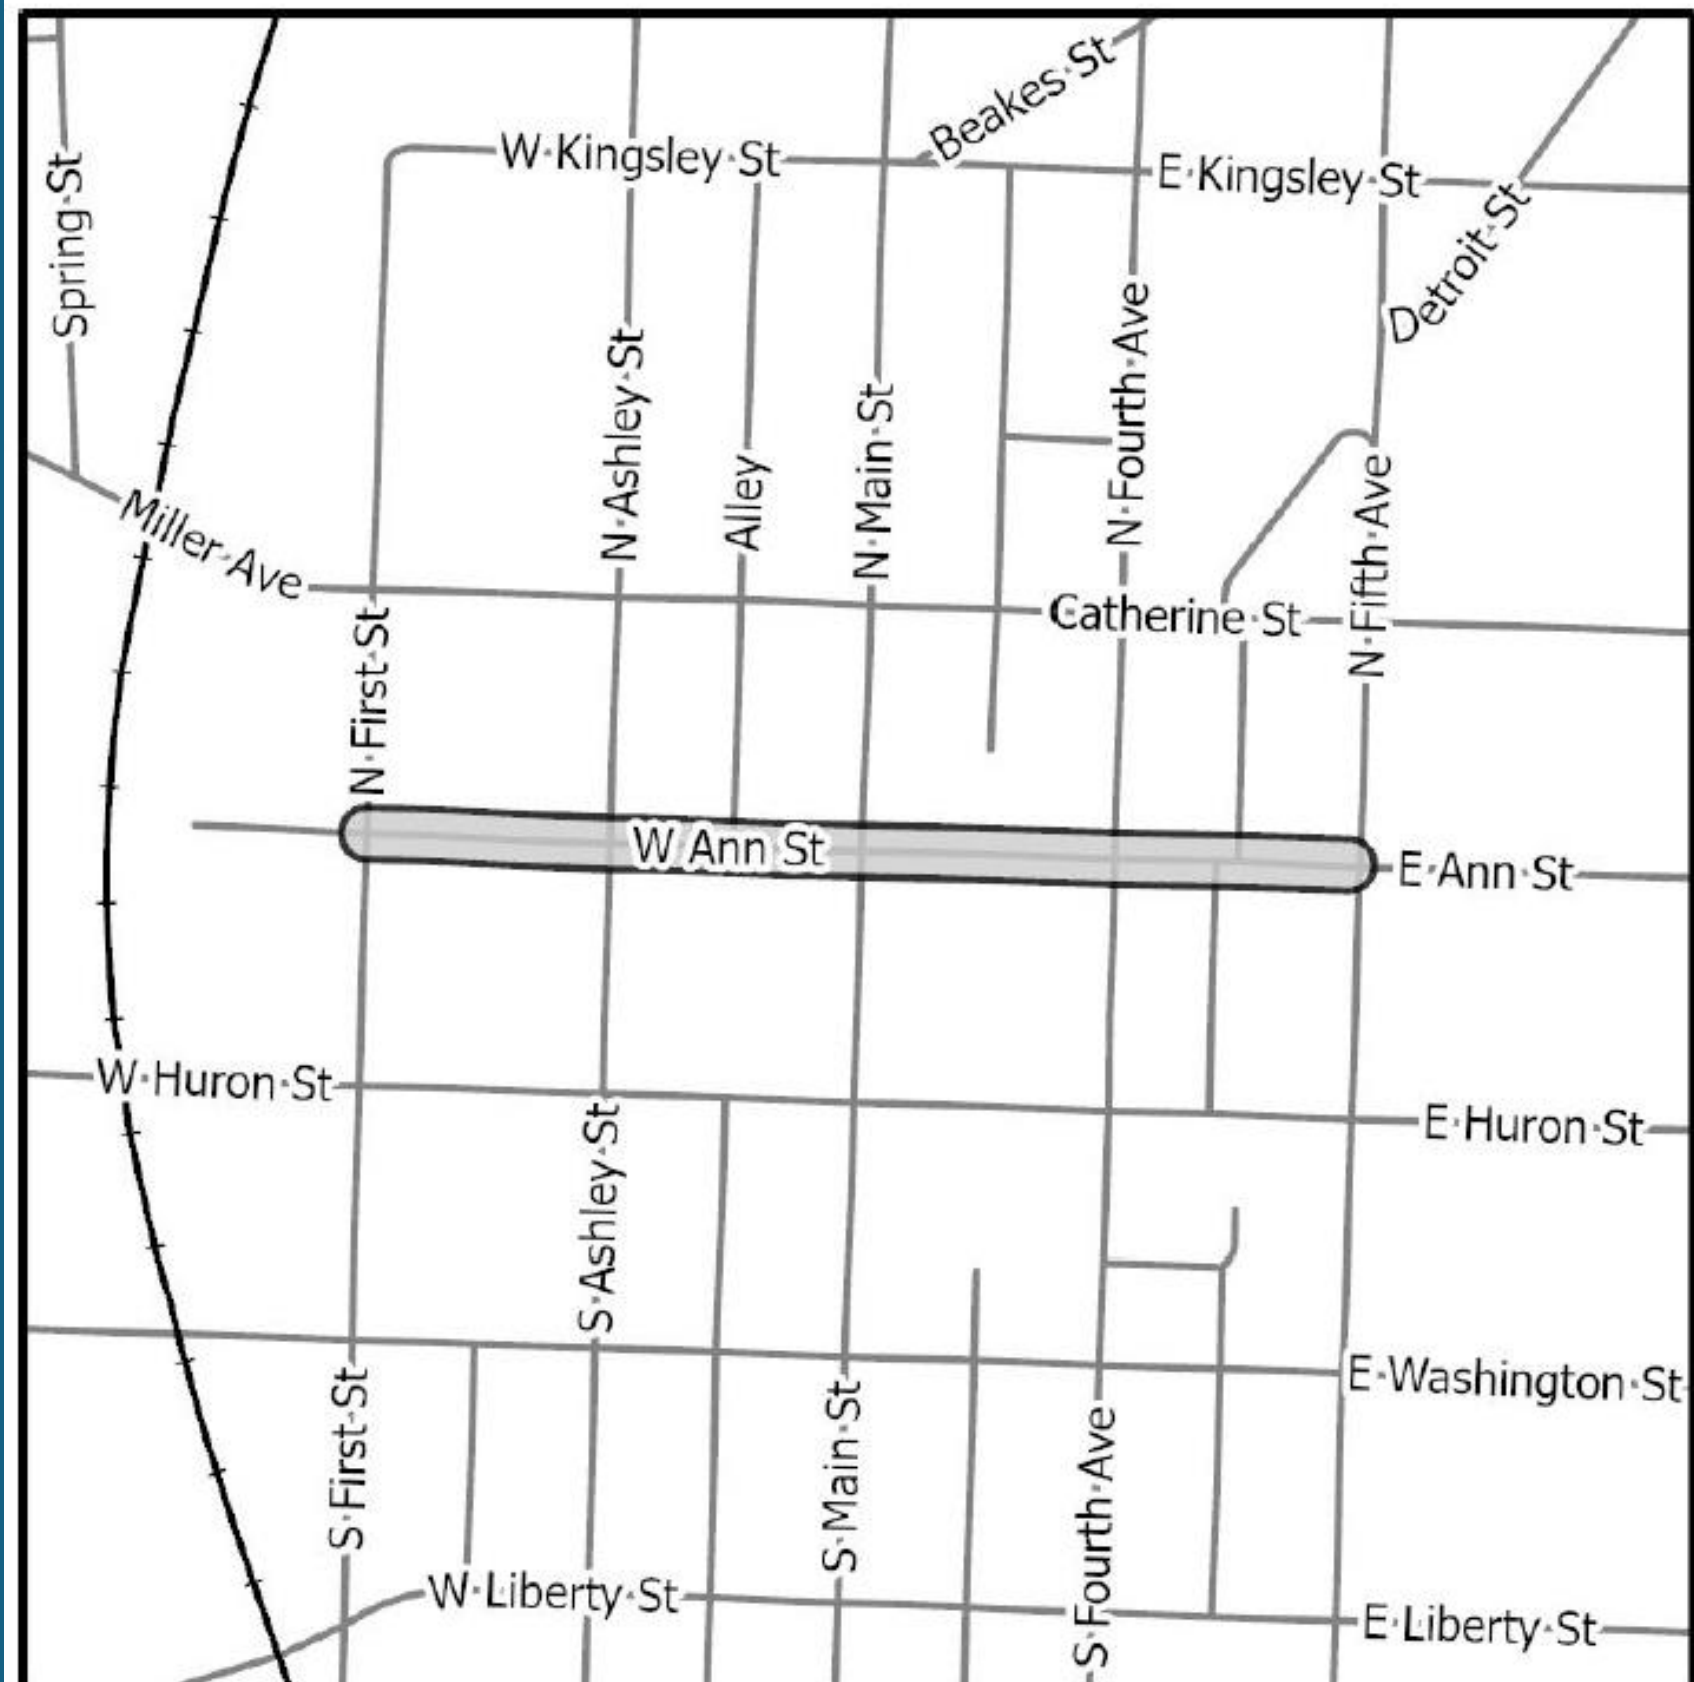 Beakes St
W Kingsley St
E Kingsley St
Spring St
Detroit St
N Ashley St
Alley
N Main St
N Fourth Ave
N Fifth Ave
Miller Ave
Catherine St
N First St
W Ann St
E Ann St
W Huron St
E Huron St
S Ashley St
E Washington St
S First St
S Main St
S Fourth Ave
W Liberty St
E Liberty St